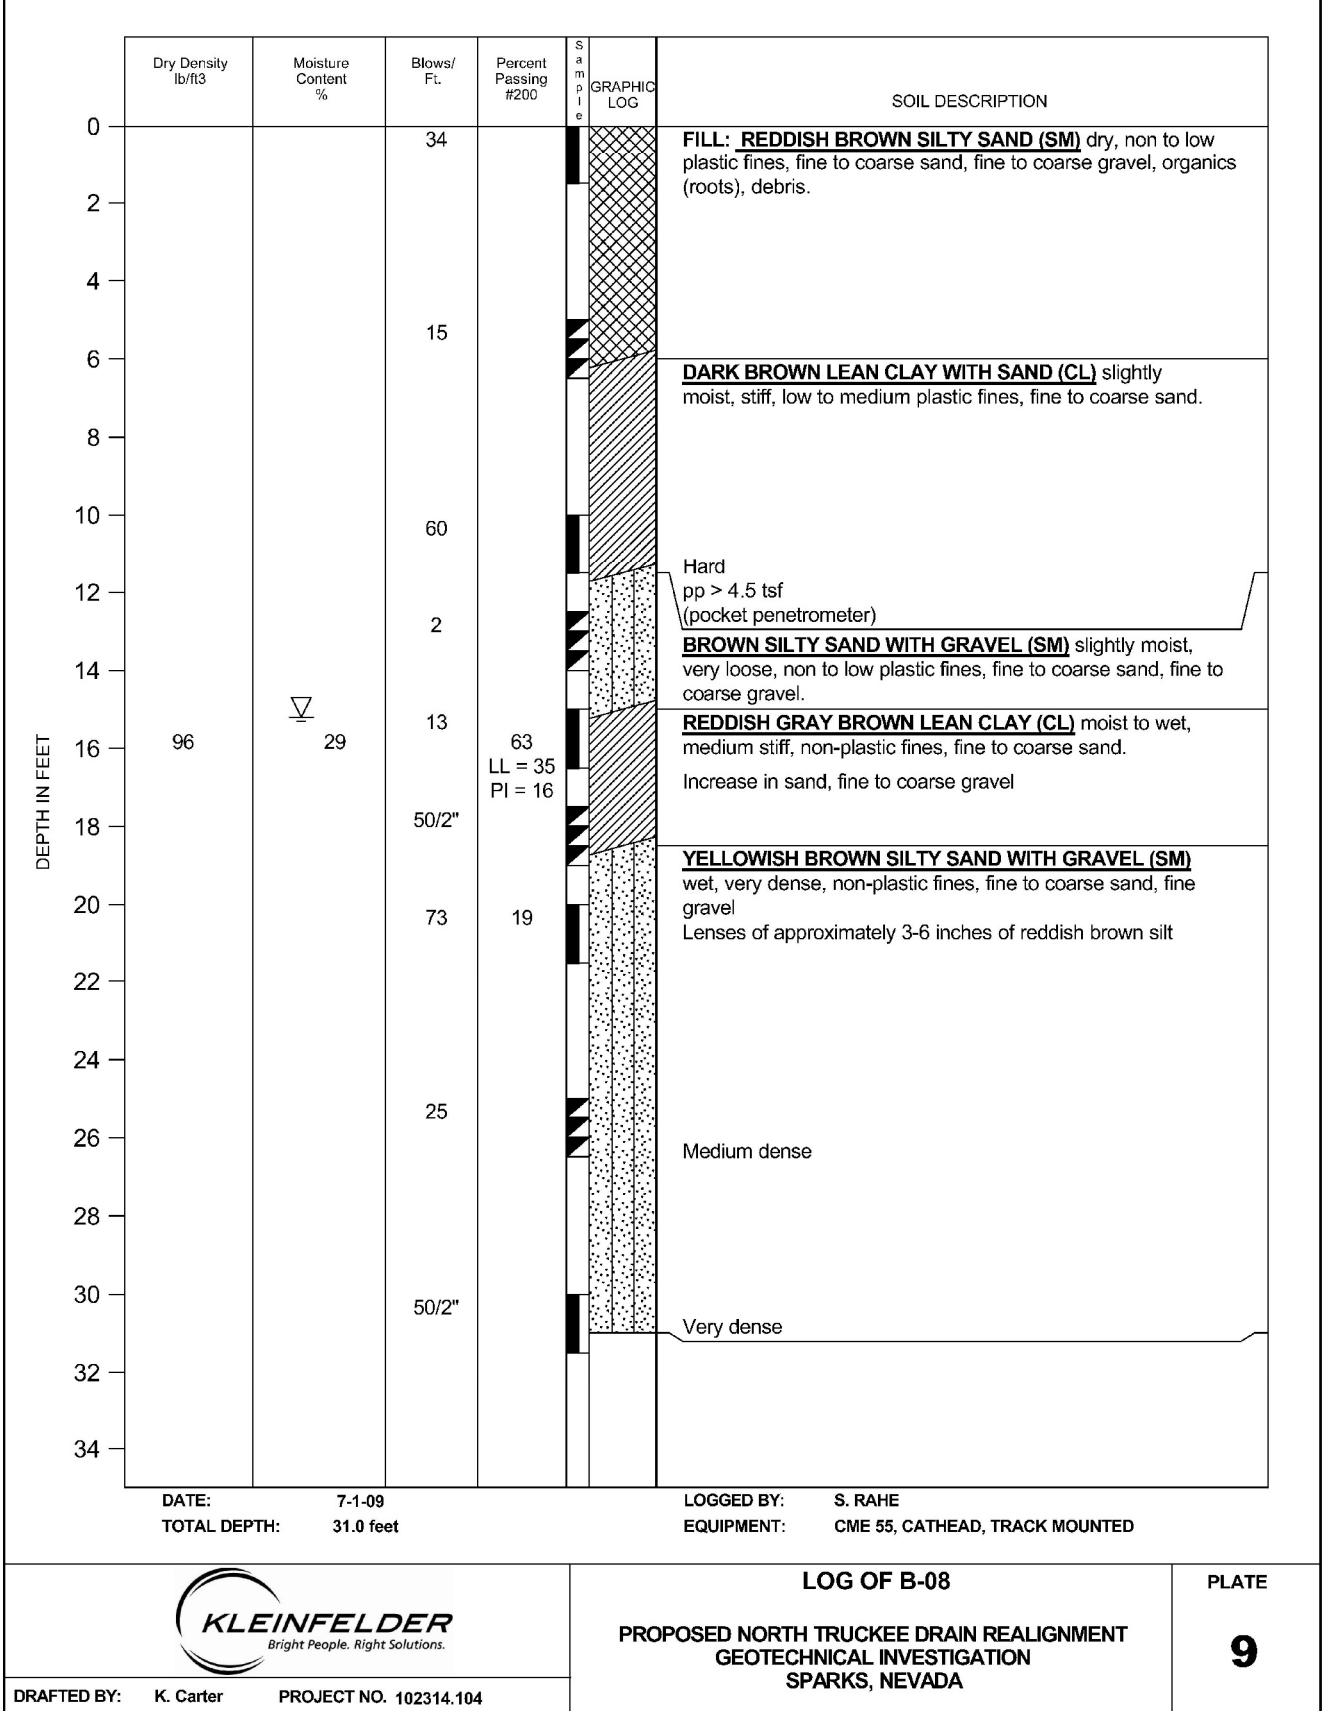 Dry Density
lb/ft3
Moisture
Content
%
Blows/
Ft.
Percent
Passing
#200
Sample
GRAPHIC
LOG
SOIL DESCRIPTION
0
34
FILL: REDDISH BROWN SILTY SAND (SM) dry, non to low
plastic fines, fine to coarse sand, fine to coarse gravel, organics
(roots), debris.
2
4
15
6
DARK BROWN LEAN CLAY WITH SAND (CL) slightly
moist, stiff, low to medium plastic fines, fine to coarse sand.
8
10
60
Hard
pp > 4.5 tsf
(pocket penetrometer)
12
2
BROWN SILTY SAND WITH GRAVEL (SM) slightly moist,
very loose, non to low plastic fines, fine to coarse sand, fine to
coarse gravel.
14
13
REDDISH GRAY BROWN LEAN CLAY (CL) moist to wet,
medium stiff, non-plastic fines, fine to coarse sand.
DEPTH IN FEET
16
96
29
63
LL = 35
PI = 16
Increase in sand, fine to coarse gravel
18
50/2"
YELLOWISH BROWN SILTY SAND WITH GRAVEL (SM)
wet, very dense, non-plastic fines, fine to coarse sand, fine
gravel
Lenses of approximately 3-6 inches of reddish brown silt
20
73
19
22
24
25
26
Medium dense
28
30
50/2"
Very dense
32
34
DATE: 7-1-09
TOTAL DEPTH: 31.0 feet
LOGGED BY: S. RAHE
EQUIPMENT: CME 55, CATHEAD, TRACK MOUNTED
KLEINFELDER
Bright People. Right Solutions.
DRAFTED BY: K. Carter PROJECT NO. 102314.104
LOG OF B-08
PROPOSED NORTH TRUCKEE DRAIN REALIGNMENT
GEOTECHNICAL INVESTIGATION
SPARKS, NEVADA
PLATE
9